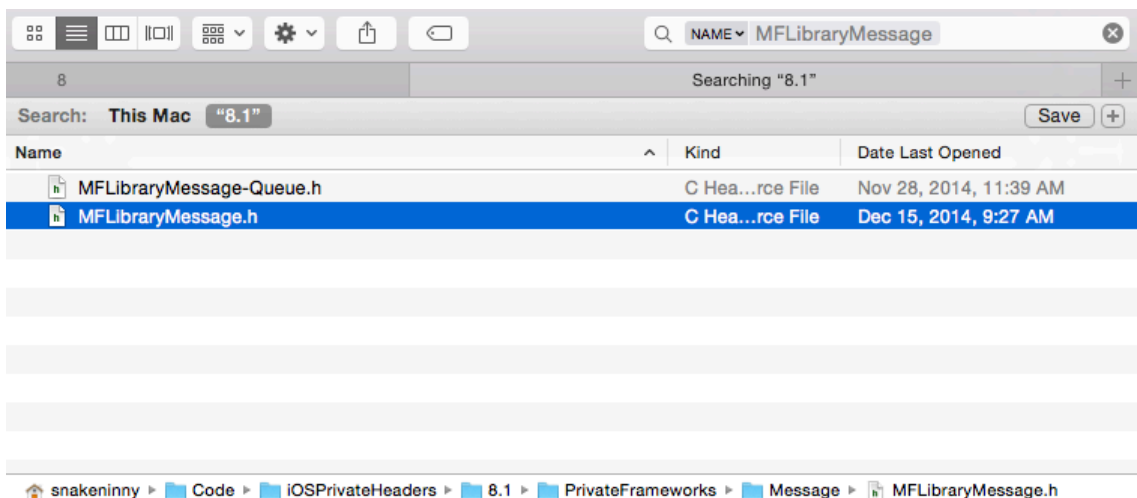 NAME MFLibraryMessage
8 Searching “8.1”
Search: This Mac “8.1” Save
Name Kind Date Last Opened
MFLibraryMessage-Queue.h C Hea...rce File Nov 28, 2014, 11:39 AM
MFLibraryMessage.h C Hea...rce File Dec 15, 2014, 9:27 AM
snakeninny Code iOSPrivateHeaders 8.1 PrivateFrameworks Message MFLibraryMessage.h